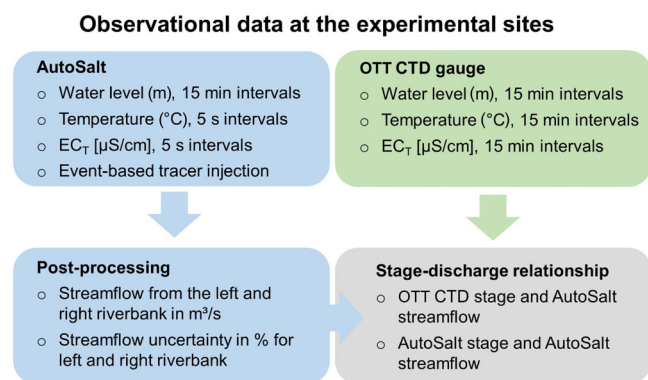 Observational data at the experimental sites
AutoSalt
○ Water level (m), 15 min intervals
○ Temperature (°C), 5 s intervals
○ EC_T [µS/cm], 5 s intervals
○ Event-based tracer injection
OTT CTD gauge
○ Water level (m), 15 min intervals
○ Temperature (°C), 15 min intervals
○ EC_T [µS/cm], 15 min intervals
Post-processing
○ Streamflow from the left and
right riverbank in m³/s
○ Streamflow uncertainty in % for
left and right riverbank
Stage-discharge relationship
○ OTT CTD stage and AutoSalt
streamflow
○ AutoSalt stage and AutoSalt
streamflow